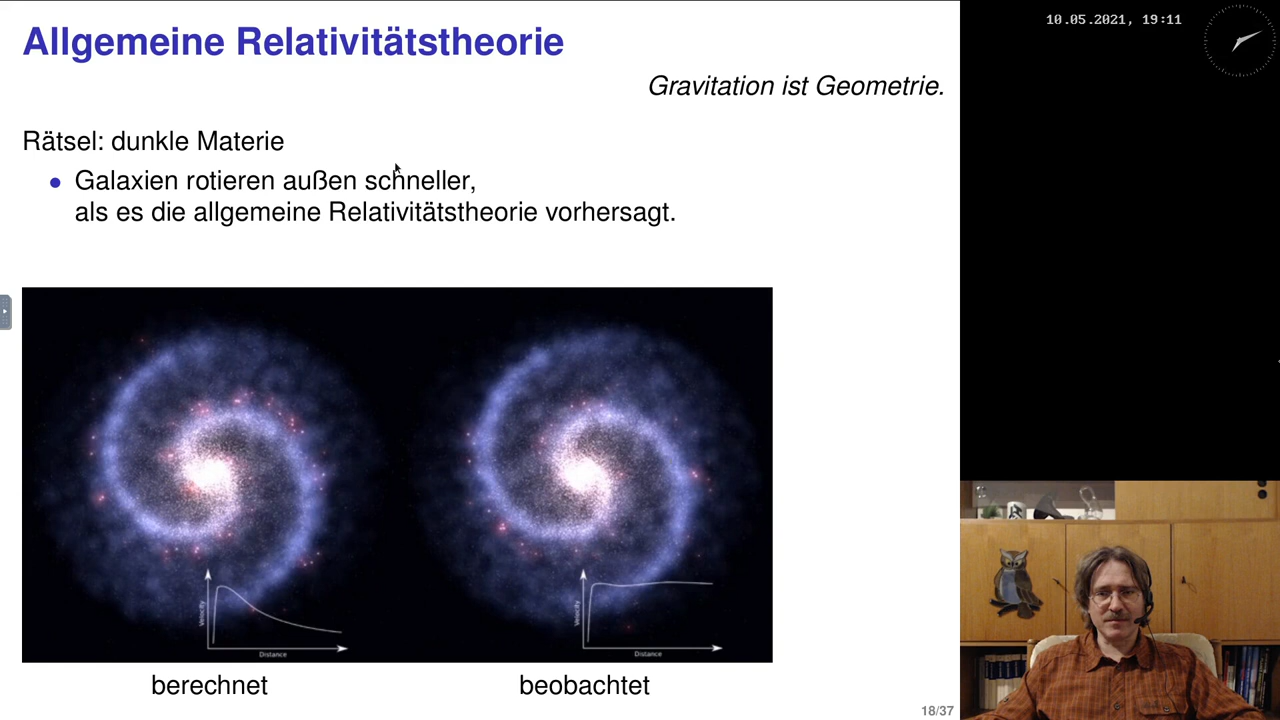 Allgemeine Relativitätstheorie
10.05.2021, 19:11
Gravitation ist Geometrie.
Rätsel: dunkle Materie
Galaxien rotieren außen schneller,
als es die allgemeine Relativitätstheorie vorhersagt.
Velocity
Distance
Velocity
Distance
berechnet
beobachtet
18/37